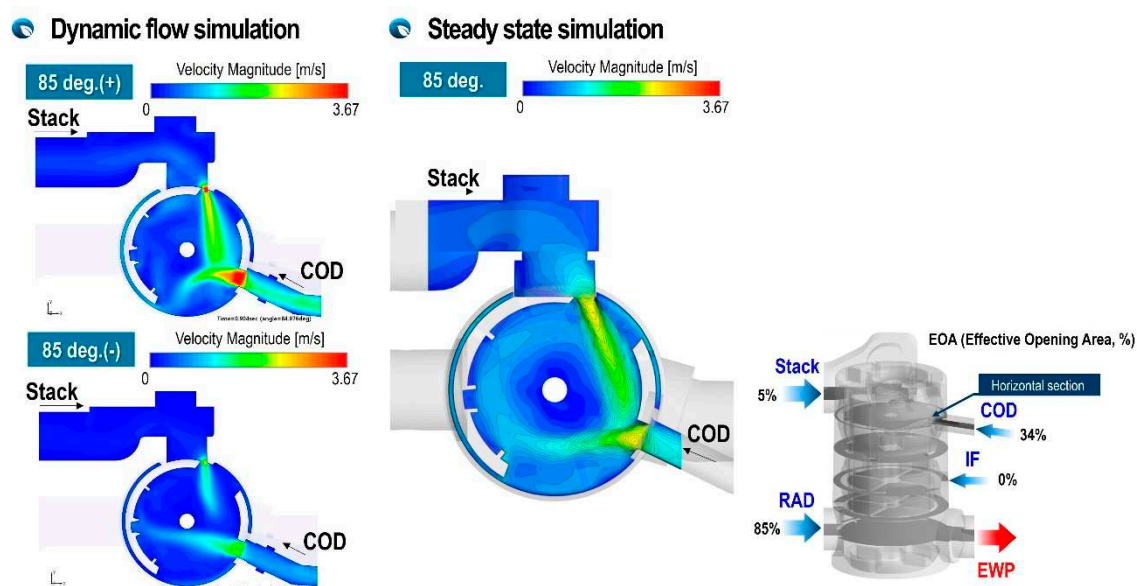 Dynamic flow simulation
85 deg.(+)
Velocity Magnitude [m/s]
0
3.67
Stack
COD
85 deg.(-)
Velocity Magnitude [m/s]
0
3.67
Stack
COD
Steady state simulation
85 deg.
Velocity Magnitude [m/s]
0
3.67
Stack
COD
EOA (Effective Opening Area, %)
Stack
5%
Horizontal section
COD
34%
IF
0%
RAD
85%
EWP